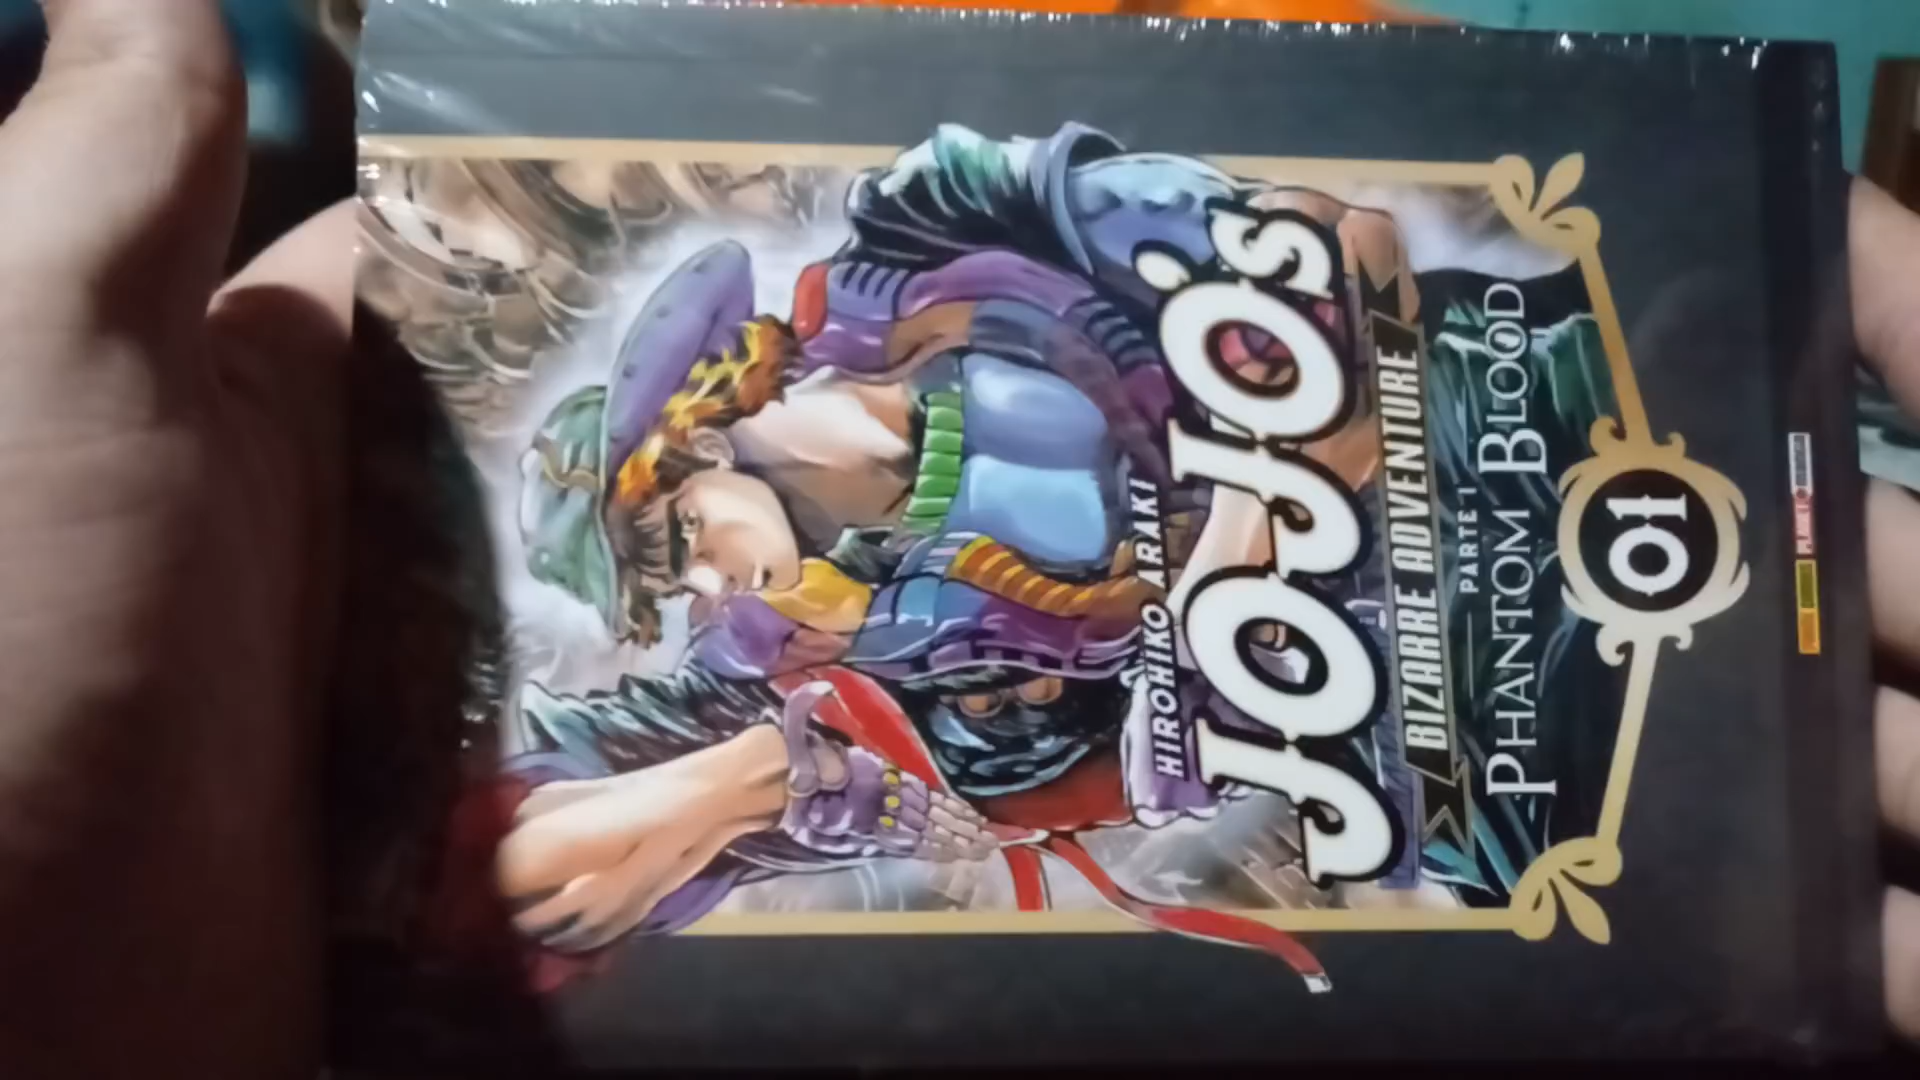 HIROHIKO ARAKI
JOJO'S
BIZARRE ADVENTURE
PARTE 1
PHANTOM BLOOD
01